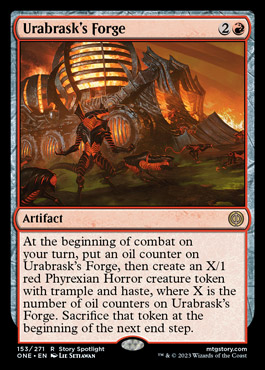 Urabrask's Forge 2
Artifact
At the beginning of combat on
your turn, put an oil counter on
Urabrask's Forge, then create an X/1
red Phyrexian Horror creature token
with trample and haste, where X is the
number of oil counters on Urabrask's
Forge. Sacrifice that token at the
beginning of the next end step.
153/271 R Story Spotlight mtgstory.com
ONE • EN Lie Setiawan ™ & © 2023 Wizards of the Coast